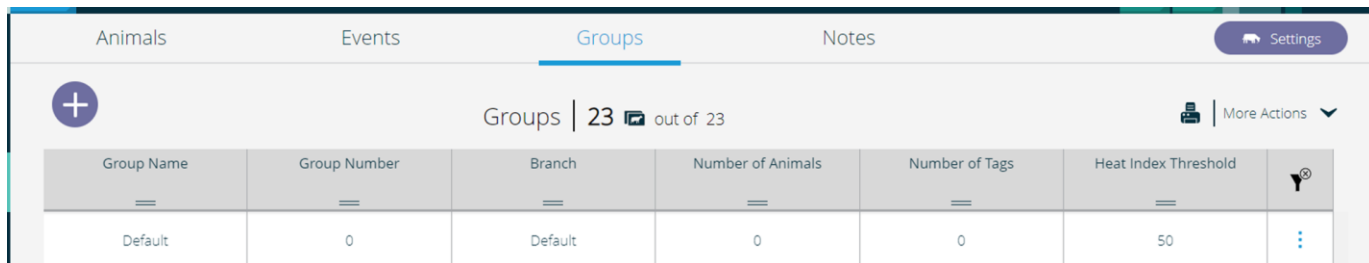 Animals Events Groups Notes Settings
Groups 23 out of 23 More Actions
Group Name Group Number Branch Number of Animals Number of Tags Heat Index Threshold
Default 0 Default 0 0 50